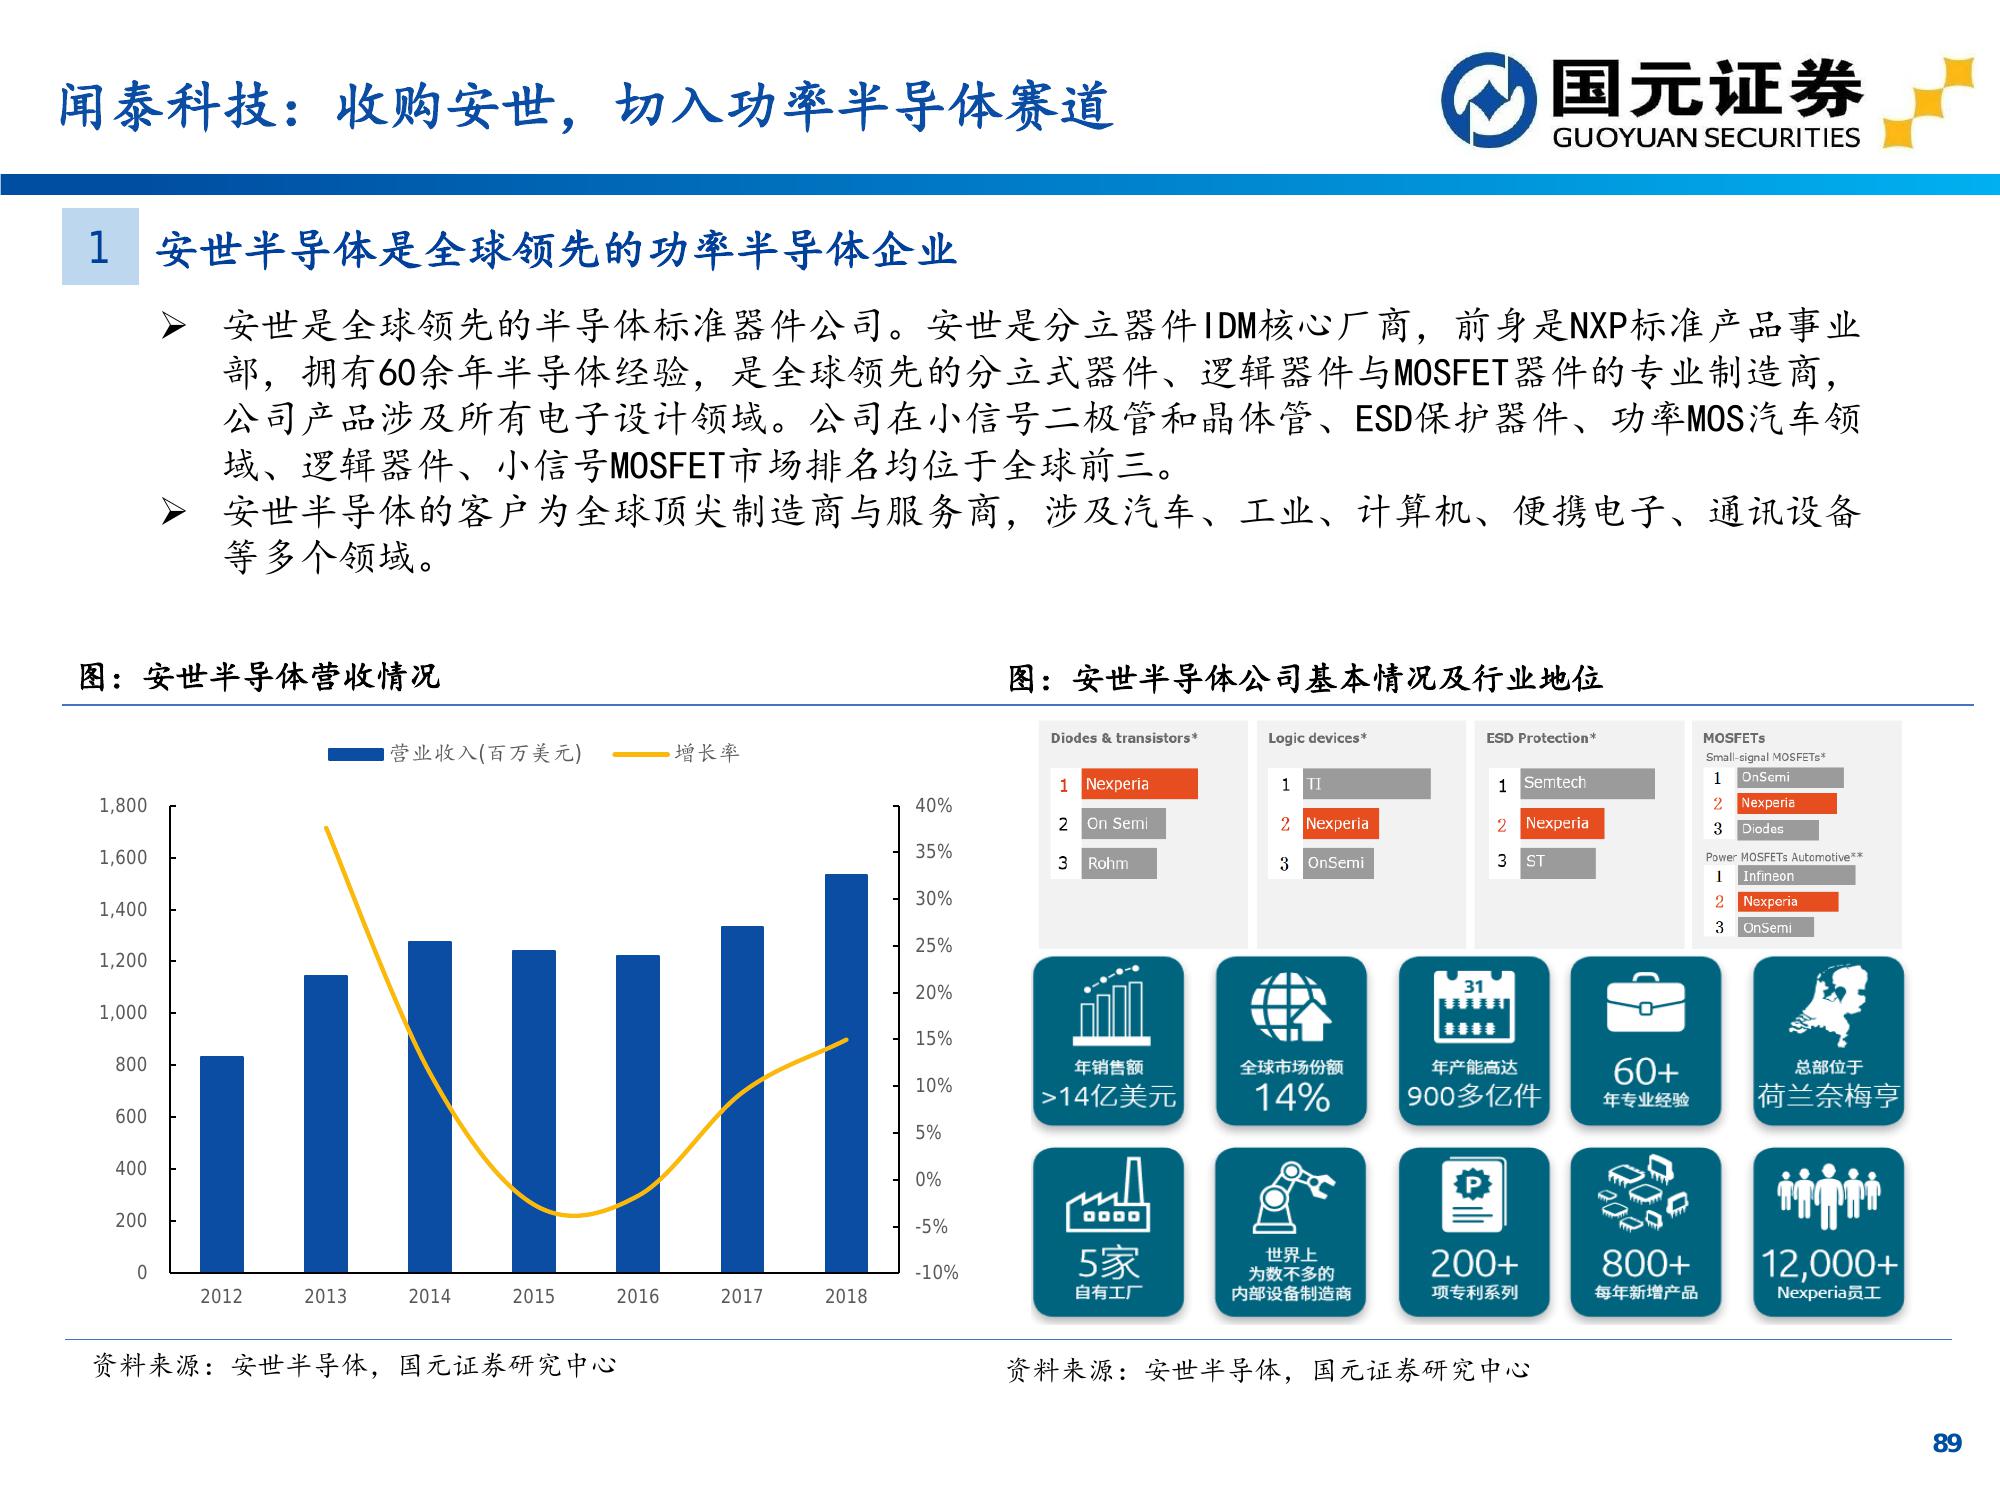 闻泰科技：收购安世，切入功率半导体赛道
国元证券
GUOYUAN SECURITIES
1
安世半导体是全球领先的功率半导体企业
➢ 安世是全球领先的半导体标准器件公司。安世是分立器件IDM核心厂商，前身是NXP标准产品事业
部，拥有60余年半导体经验，是全球领先的分立式器件、逻辑器件与MOSFET器件的专业制造商，
公司产品涉及所有电子设计领域。公司在小信号二极管和晶体管、ESD保护器件、功率MOS汽车领
域、逻辑器件、小信号MOSFET市场排名均位于全球前三。
➢ 安世半导体的客户为全球顶尖制造商与服务商，涉及汽车、工业、计算机、便携电子、通讯设备
等多个领域。
图：安世半导体营收情况
营业收入(百万美元) 增长率
1,800
1,600
1,400
1,200
1,000
800
600
400
200
0
40%
35%
30%
25%
20%
15%
10%
5%
0%
-5%
-10%
2012 2013 2014 2015 2016 2017 2018
资料来源：安世半导体，国元证券研究中心
图：安世半导体公司基本情况及行业地位
Diodes & transistors*
1 Nexperia
2 On Semi
3 Rohm
Logic devices*
1 TI
2 Nexperia
3 OnSemi
ESD Protection*
1 Semtech
2 Nexperia
3 ST
MOSFETs
Small-signal MOSFETs*
1 OnSemi
2 Nexperia
3 Diodes
Power MOSFETs Automotive**
1 Infineon
2 Nexperia
3 OnSemi
年销售额
>14亿美元
全球市场份额
14%
31
年产能高达
900多亿件
60+
年专业经验
总部位于
荷兰奈梅亨
5家
自有工厂
世界上
为数不多的
内部设备制造商
P
200+
项专利系列
800+
每年新增产品
12,000+
Nexperia员工
资料来源：安世半导体，国元证券研究中心
89